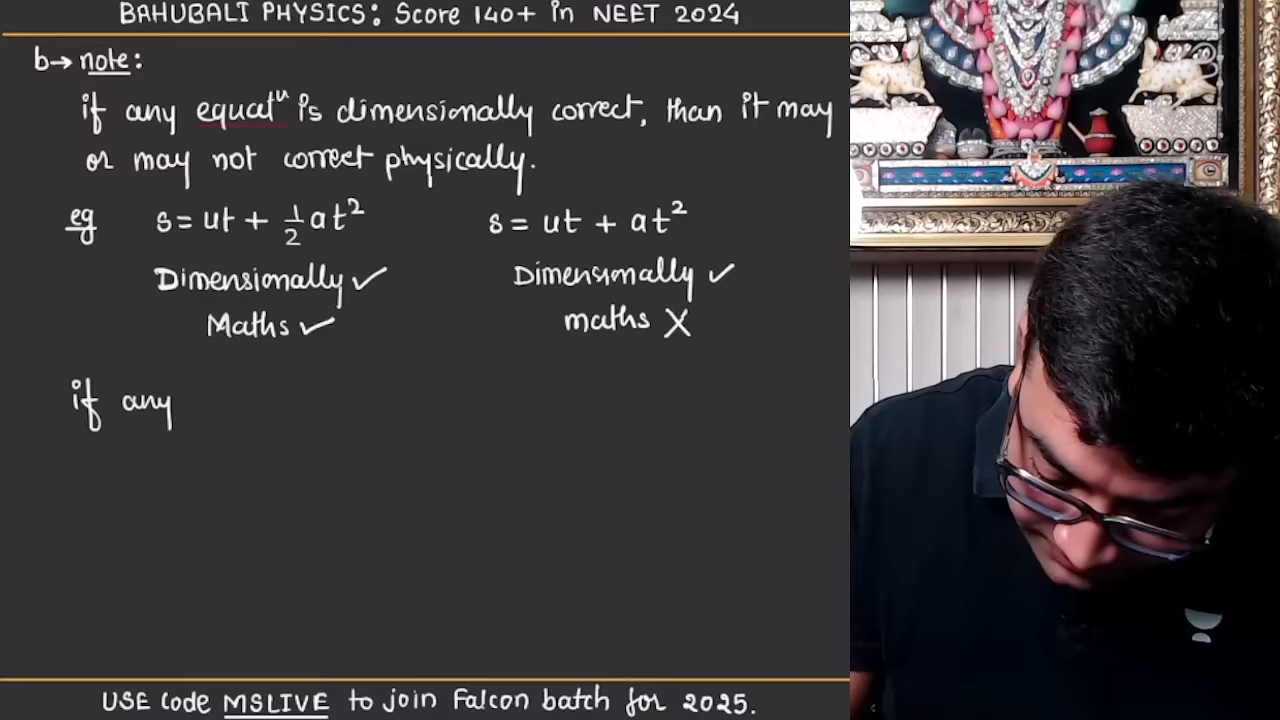 BAHUBALI PHYSICS: Score 140+ in NEET 2024
b→ note:
if any equatⁿ is dimensionally correct, than it may
or may not correct physically.
eg s = ut + 1/2 at² s = ut + at²
Dimensionally ✓ Dimensionally ✓
Maths ✓ maths X
if any
USE Code MSLIVE to join Falcon batch for 2025.